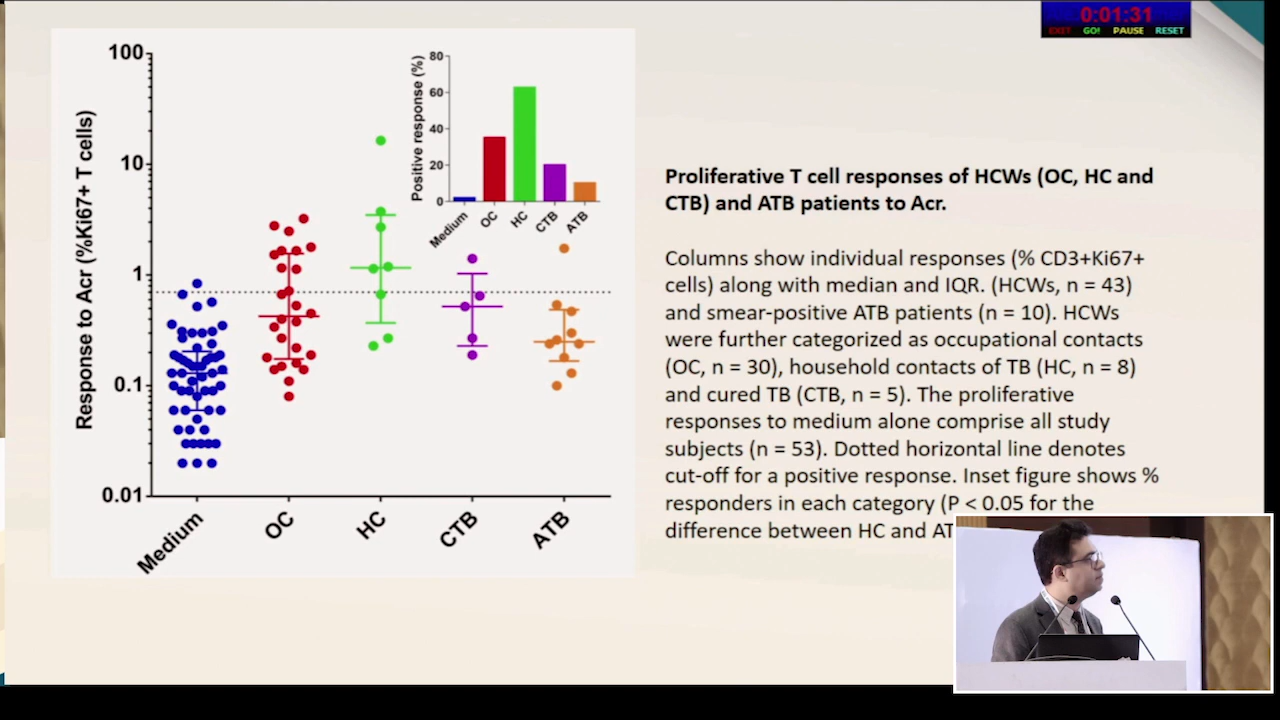 0:01:31
EXIT GO! PAUSE RESET
100
10
1
0.1
0.01
Response to Acr (%Ki67+ T cells)
Medium OC HC CTB ATB
80
60
40
20
0
Positive response (%)
Medium OC HC CTB ATB
Proliferative T cell responses of HCWs (OC, HC and
CTB) and ATB patients to Acr.
Columns show individual responses (% CD3+Ki67+
cells) along with median and IQR. (HCWs, n = 43)
and smear-positive ATB patients (n = 10). HCWs
were further categorized as occupational contacts
(OC, n = 30), household contacts of TB (HC, n = 8)
and cured TB (CTB, n = 5). The proliferative
responses to medium alone comprise all study
subjects (n = 53). Dotted horizontal line denotes
cut-off for a positive response. Inset figure shows %
responders in each category (P < 0.05 for the
difference between HC and AT